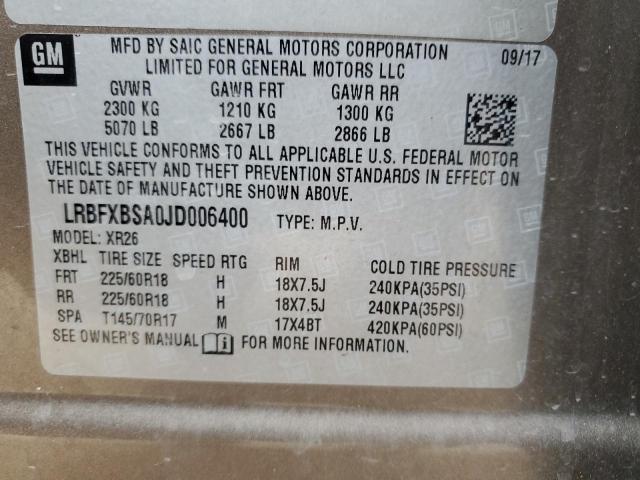 GM
MFD BY SAIC GENERAL MOTORS CORPORATION
LIMITED FOR GENERAL MOTORS LLC
09/17
GVWR GAWR FRT GAWR RR
2300 KG 1210 KG 1300 KG
5070 LB 2667 LB 2866 LB
THIS VEHICLE CONFORMS TO ALL APPLICABLE U.S. FEDERAL MOTOR
VEHICLE SAFETY AND THEFT PREVENTION STANDARDS IN EFFECT ON
THE DATE OF MANUFACTURE SHOWN ABOVE.
LRBFXBSA0JD006400 TYPE: M.P.V.
MODEL: XR26
XBHL TIRE SIZE SPEED RTG RIM COLD TIRE PRESSURE
FRT 225/60R18 H 18X7.5J 240KPA(35PSI)
RR 225/60R18 H 18X7.5J 240KPA(35PSI)
SPA T145/70R17 M 17X4BT 420KPA(60PSI)
SEE OWNER'S MANUAL i FOR MORE INFORMATION.